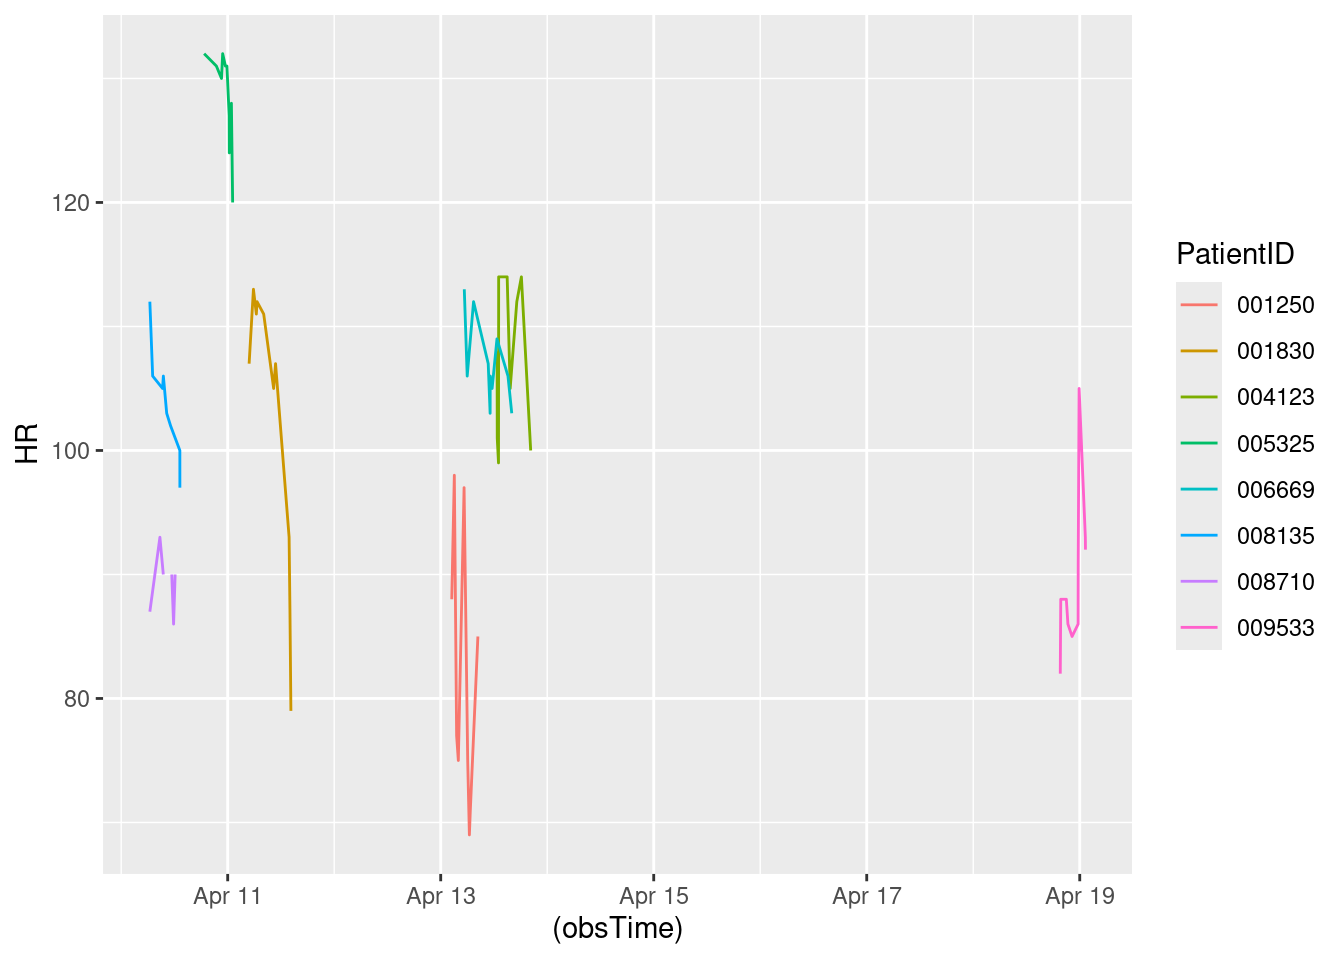 120
100
80
HR
Apr 11
Apr 13
Apr 15
Apr 17
Apr 19
(obsTime)
PatientID
001250
001830
004123
005325
006669
008135
008710
009533